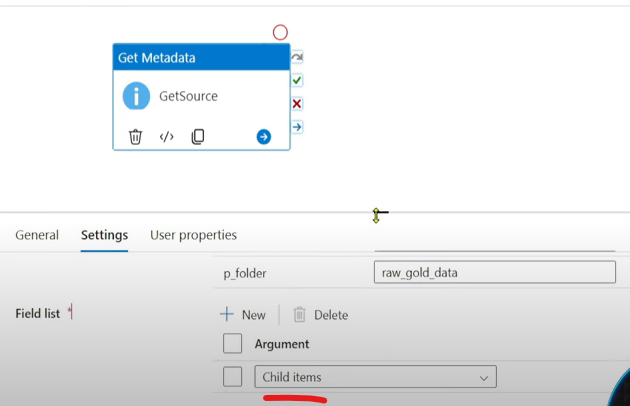 Get Metadata
GetSource
General Settings User properties
p_folder raw_gold_data
Field list *
New Delete
Argument
Child items